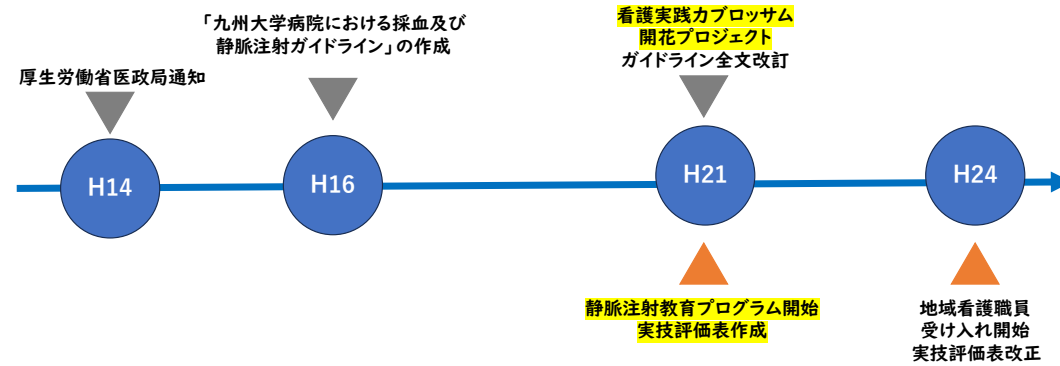 「九州大学病院における採血及び
静脈注射ガイドライン」の作成
厚生労働省医政局通知
看護実践力ブロッサム
開花プロジェクト
ガイドライン全文改訂
H14
H16
H21
H24
静脈注射教育プログラム開始
実技評価表作成
地域看護職員
受け入れ開始
実技評価表改正